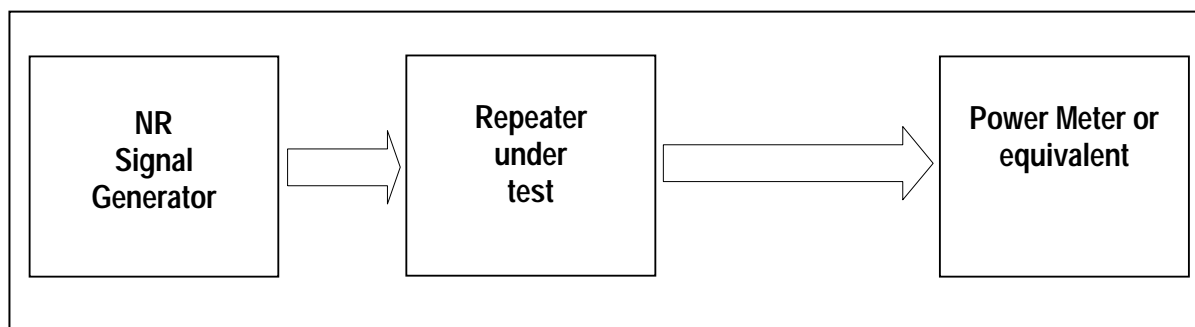 NR
Signal
Generator
Repeater
under
test
Power Meter or
equivalent